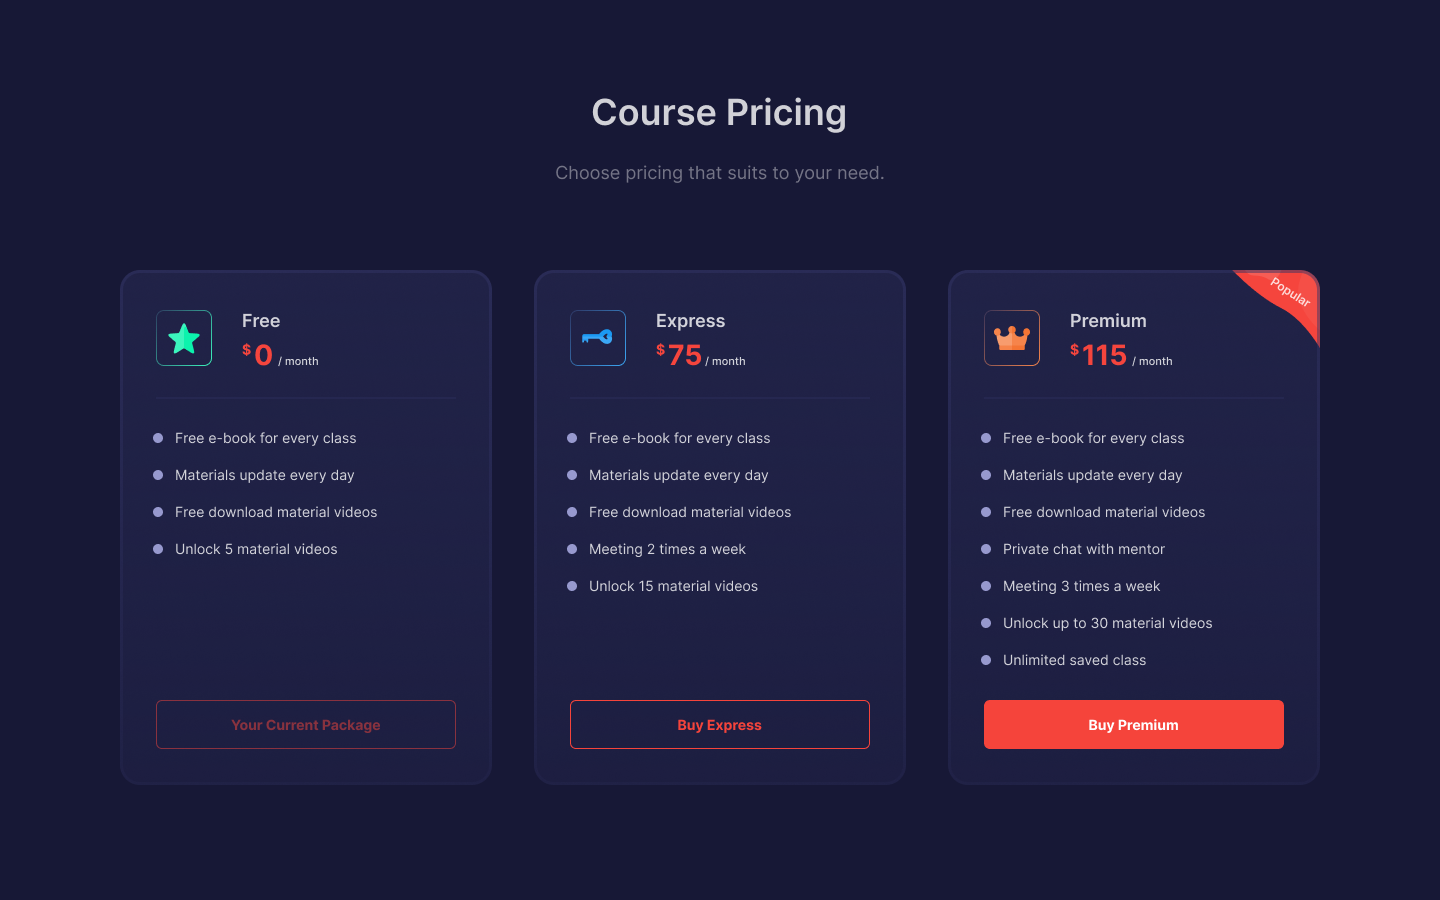 Course Pricing
Choose pricing that suits to your need.
Free
$0 / month
Free e-book for every class
Materials update every day
Free download material videos
Unlock 5 material videos
Your Current Package
Express
$75 / month
Free e-book for every class
Materials update every day
Free download material videos
Meeting 2 times a week
Unlock 15 material videos
Buy Express
Popular
Premium
$115 / month
Free e-book for every class
Materials update every day
Free download material videos
Private chat with mentor
Meeting 3 times a week
Unlock up to 30 material videos
Unlimited saved class
Buy Premium